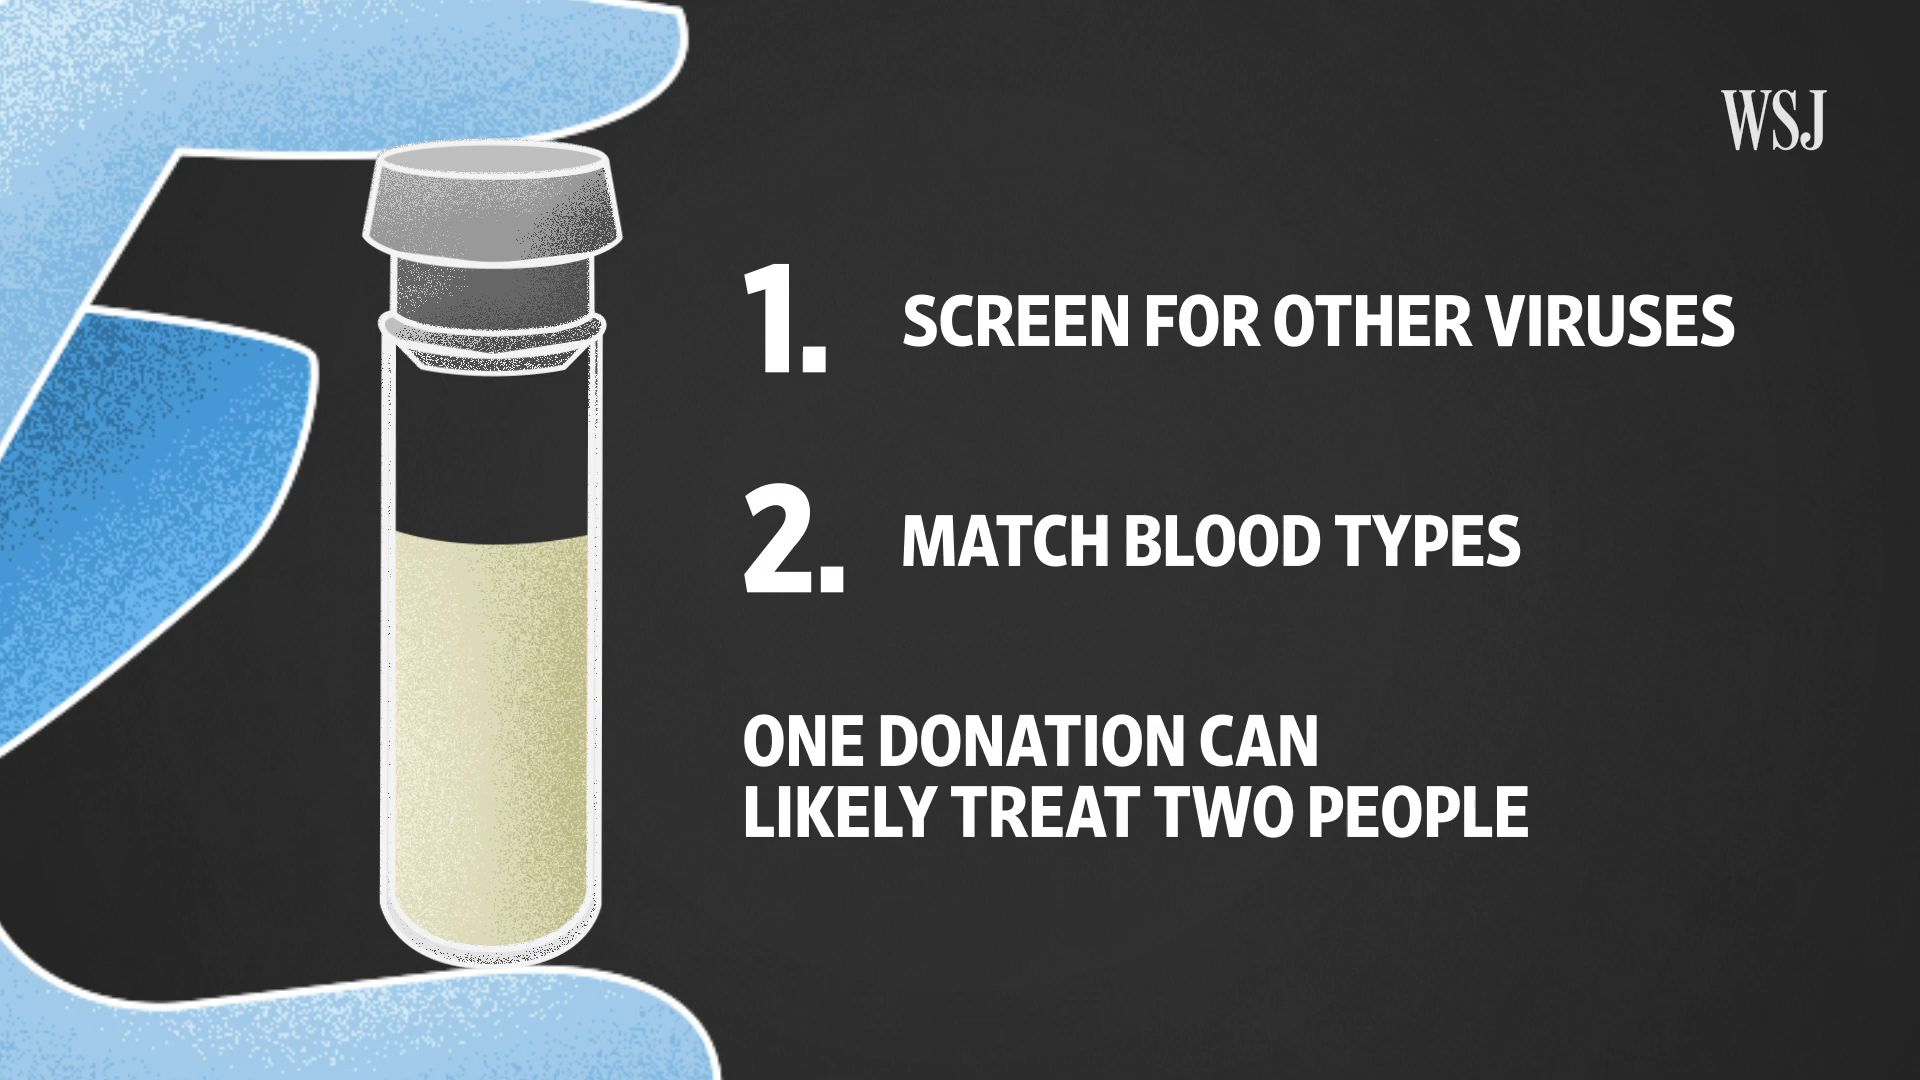 WSJ
1. SCREEN FOR OTHER VIRUSES
2. MATCH BLOOD TYPES
ONE DONATION CAN
LIKELY TREAT TWO PEOPLE